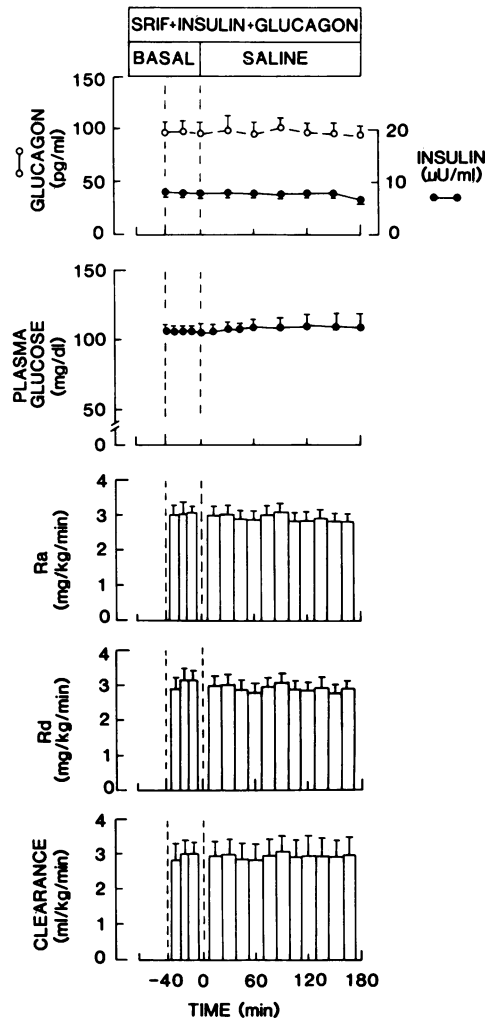 SRIF+INSULIN+GLUCAGON
BASAL
SALINE
150
100
50
0
GLUCAGON
(pg/ml)
20
10
0
INSULIN
(μU/ml)
150
100
50
0
PLASMA
GLUCOSE
(mg/dl)
4
3
2
1
0
Ra
(mg/kg/min)
4
3
2
1
0
Rd
(mg/kg/min)
4
3
2
1
0
CLEARANCE
(ml/kg/min)
-40 0 60 120 180
TIME (min)